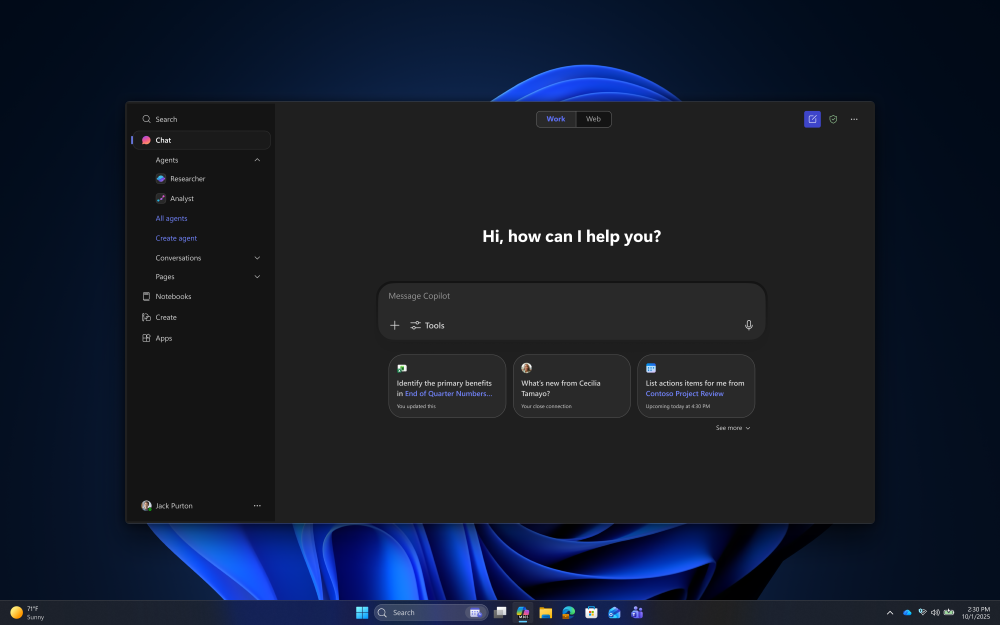 Search
Chat
Agents
Researcher
Analyst
All agents
Create agent
Conversations
Pages
Notebooks
Create
Apps
Jack Purton
Work
Web
Hi, how can I help you?
Message Copilot
Tools
Identify the primary benefits
in End of Quarter Numbers...
You updated this
What's new from Cecilia
Tamayo?
Your close connection
List actions items for me from
Contoso Project Review
Upcoming today at 4:30 PM
See more
71°F
Sunny
Search
2:30 PM
10/1/2025